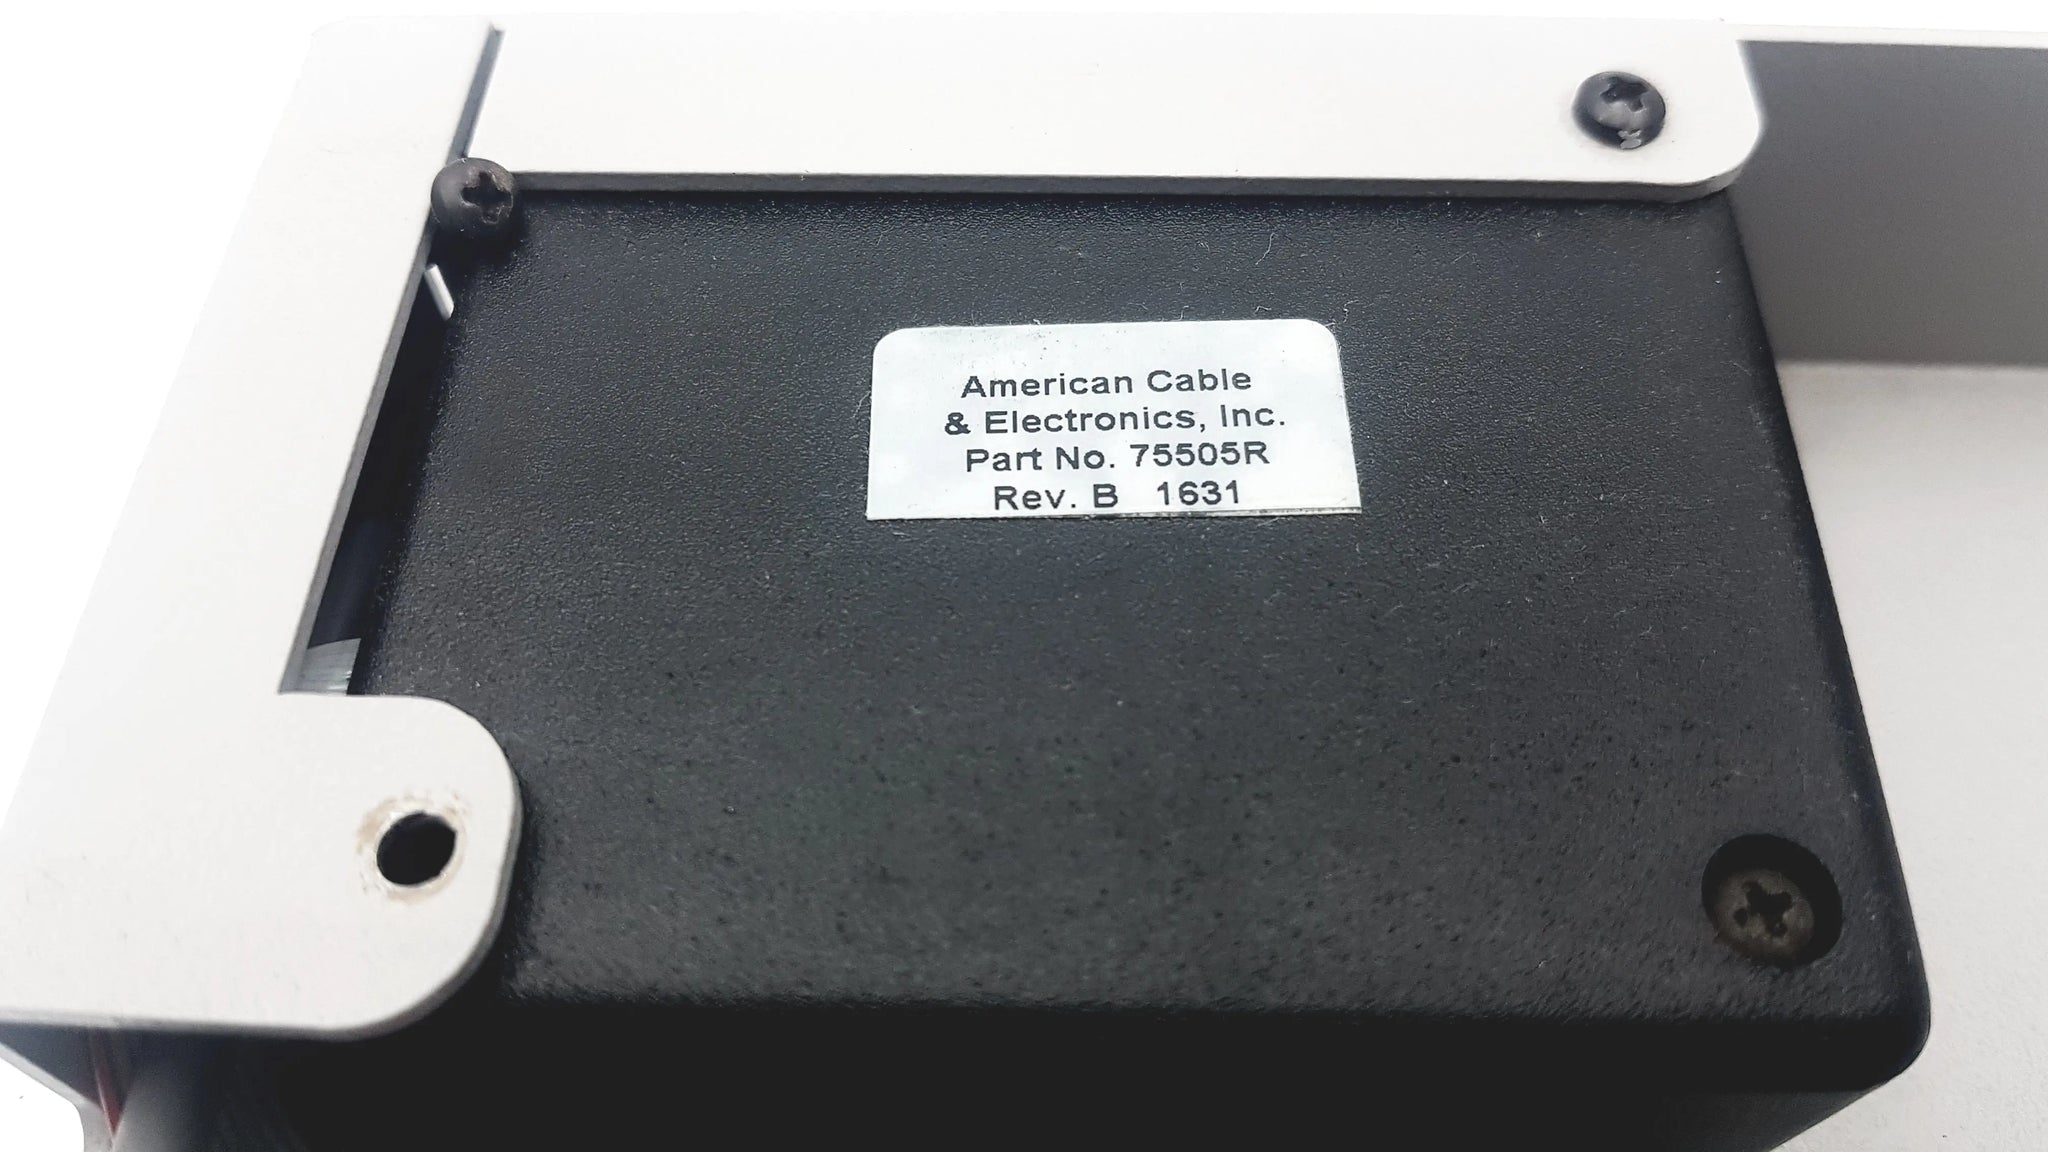 American Cable
& Electronics, Inc.
Part No. 75505R
Rev. B 1631